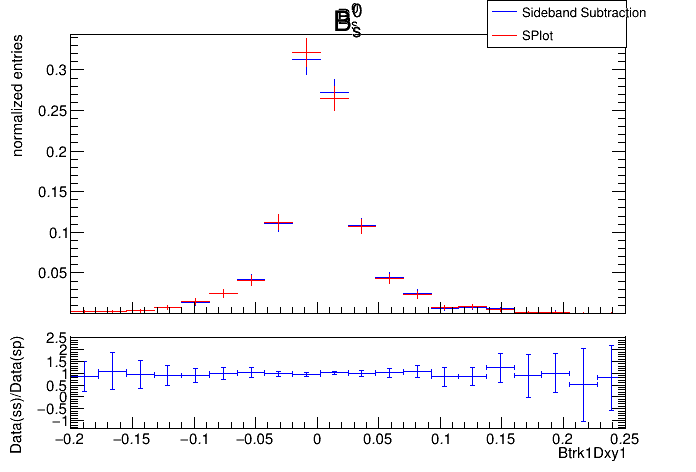 B⁰ₛ
Sideband Subtraction
SPlot
normalized entries
0.3
0.25
0.2
0.15
0.1
0.05
Data(ss)/Data(sp)
2.5
2
1.5
1
0.5
0
−0.5
−1
−0.2 −0.15 −0.1 −0.05 0 0.05 0.1 0.15 0.2 0.25
Btrk1Dxy1